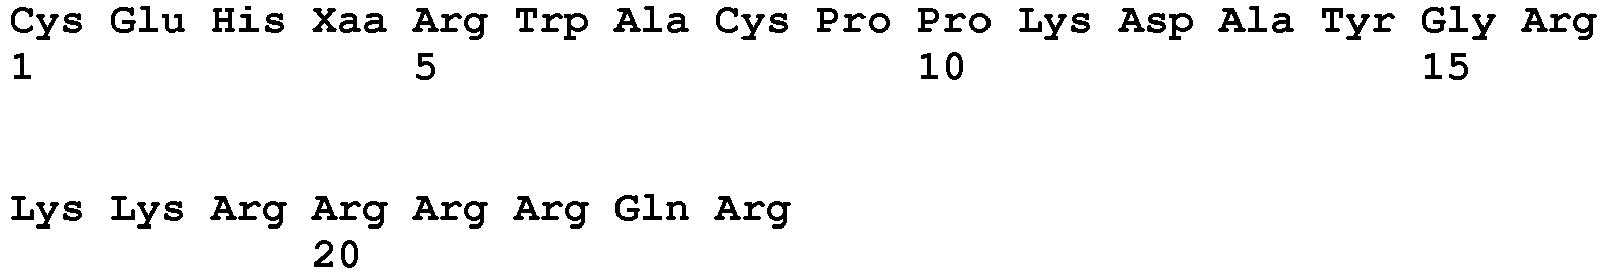 Cys Glu His Xaa Arg Trp Ala Cys Pro Pro Lys Asp Ala Tyr Gly Arg
1 5 10 15
Lys Lys Arg Arg Arg Arg Gln Arg
20